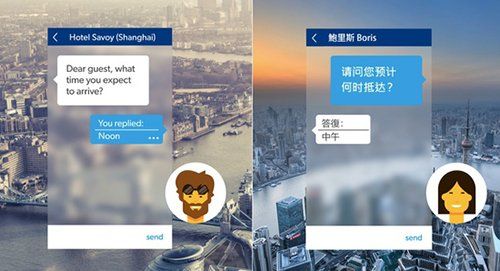 Hotel Savoy (Shanghai)
Dear guest, what
time you expect
to arrive?
You replied:
Noon
send
鲍里斯 Boris
请问您预计
何时抵达？
答復：
中午
send